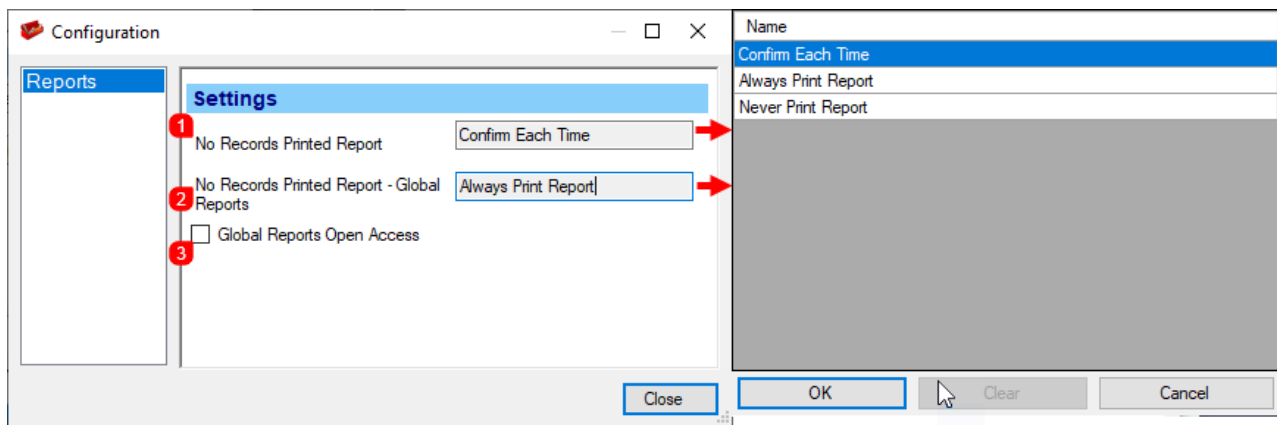 Configuration
Reports
Settings
1
No Records Printed Report
Confirm Each Time
No Records Printed Report - Global
Reports
2
Always Print Report
Global Reports Open Access
3
Close
Name
Confirm Each Time
Always Print Report
Never Print Report
OK
Clear
Cancel